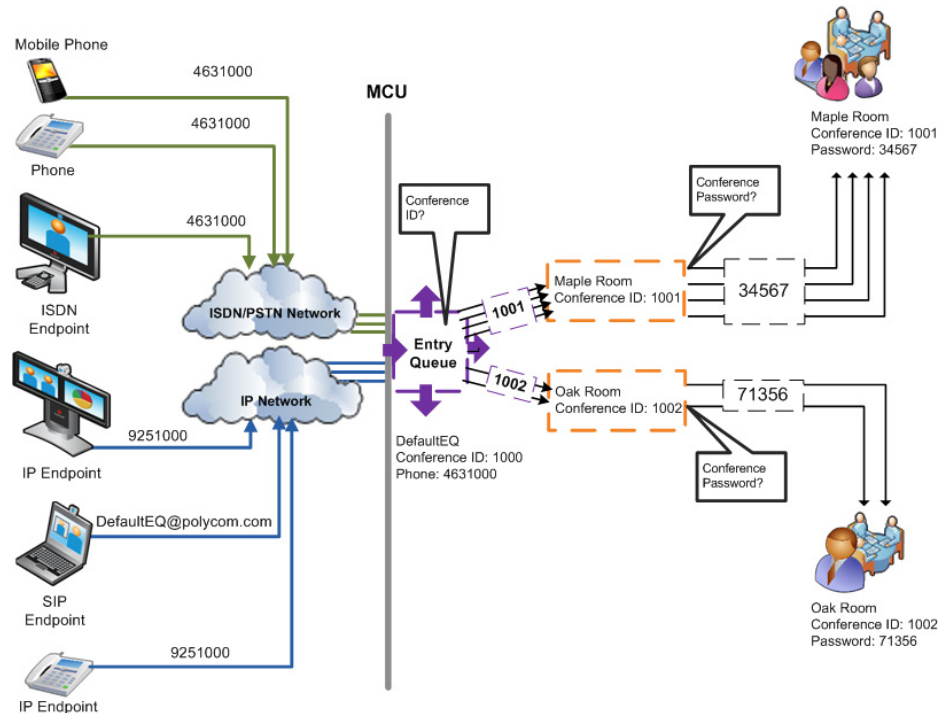 Mobile Phone
4631000
MCU
4631000
Phone
4631000
ISDN
Endpoint
ISDN/PSTN Network
IP Network
9251000
IP Endpoint
DefaultEQ@polycom.com
SIP
Endpoint
9251000
IP Endpoint
Conference
ID?
Entry
Queue
DefaultEQ
Conference ID: 1000
Phone: 4631000
1001
1002
Maple Room
Conference ID: 1001
Oak Room
Conference ID: 1002
Conference
Password?
Conference
Password?
34567
71356
Maple Room
Conference ID: 1001
Password: 34567
Oak Room
Conference ID: 1002
Password: 71356